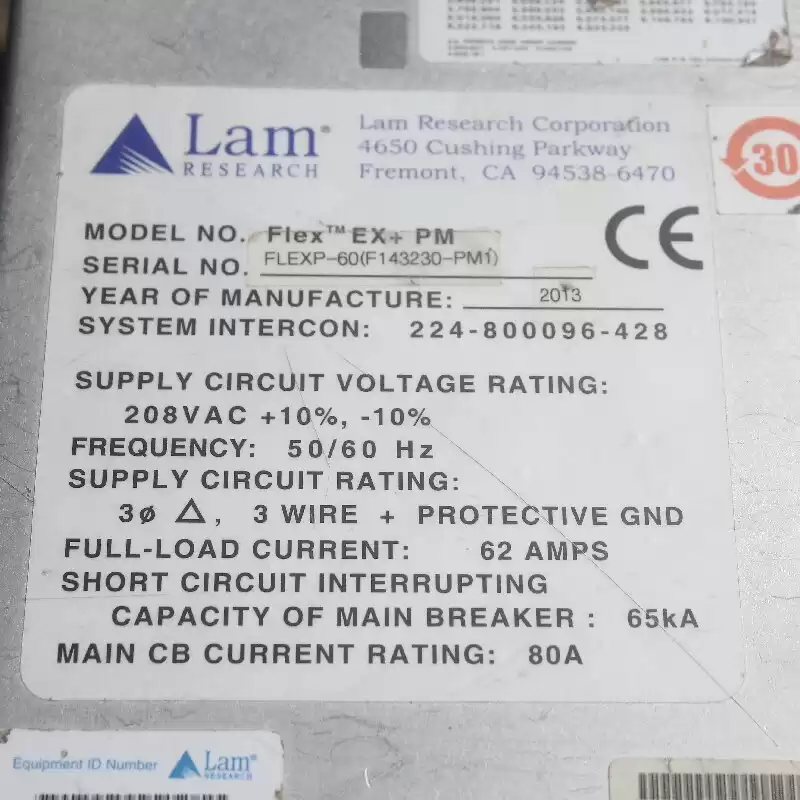 Lam®
RESEARCH
Lam Research Corporation
4650 Cushing Parkway
Fremont, CA 94538-6470
30
MODEL NO. Flex™ EX+ PM
SERIAL NO. FLEXP-60(F143230-PM1)
CE
YEAR OF MANUFACTURE: 2013
SYSTEM INTERCON: 224-800096-428
SUPPLY CIRCUIT VOLTAGE RATING:
208VAC +10%, -10%
FREQUENCY: 50/60 Hz
SUPPLY CIRCUIT RATING:
3ø △, 3 WIRE + PROTECTIVE GND
FULL-LOAD CURRENT: 62 AMPS
SHORT CIRCUIT INTERRUPTING
CAPACITY OF MAIN BREAKER : 65kA
MAIN CB CURRENT RATING: 80A
Equipment ID Number
Lam®
RESEARCH